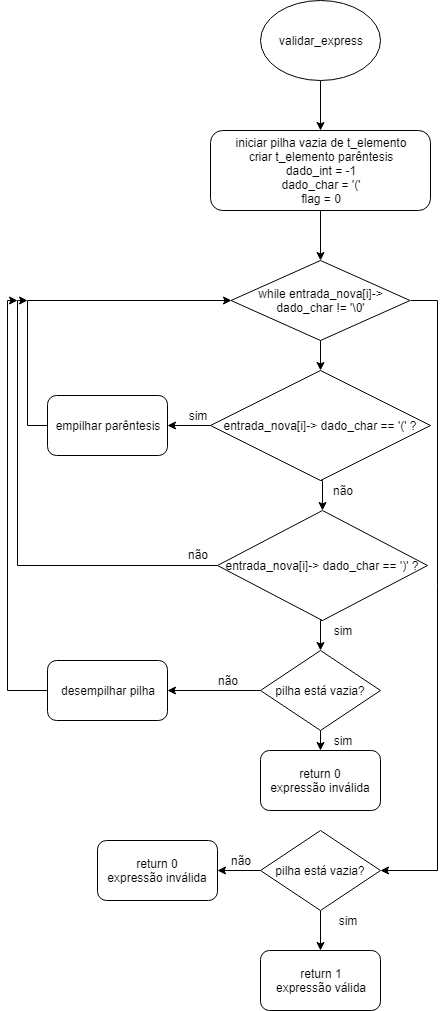 validar_express
iniciar pilha vazia de t_elemento
criar t_elemento parêntesis
dado_int = -1
dado_char = '('
flag = 0
while entrada_nova[i]->
dado_char != '\0'
sim
empilhar parêntesis
entrada_nova[i]-> dado_char == '(' ?
não
não
entrada_nova[i]-> dado_char == ')' ?
sim
não
desempilhar pilha
pilha está vazia?
sim
return 0
expressão inválida
não
pilha está vazia?
return 0
expressão inválida
sim
return 1
expressão válida